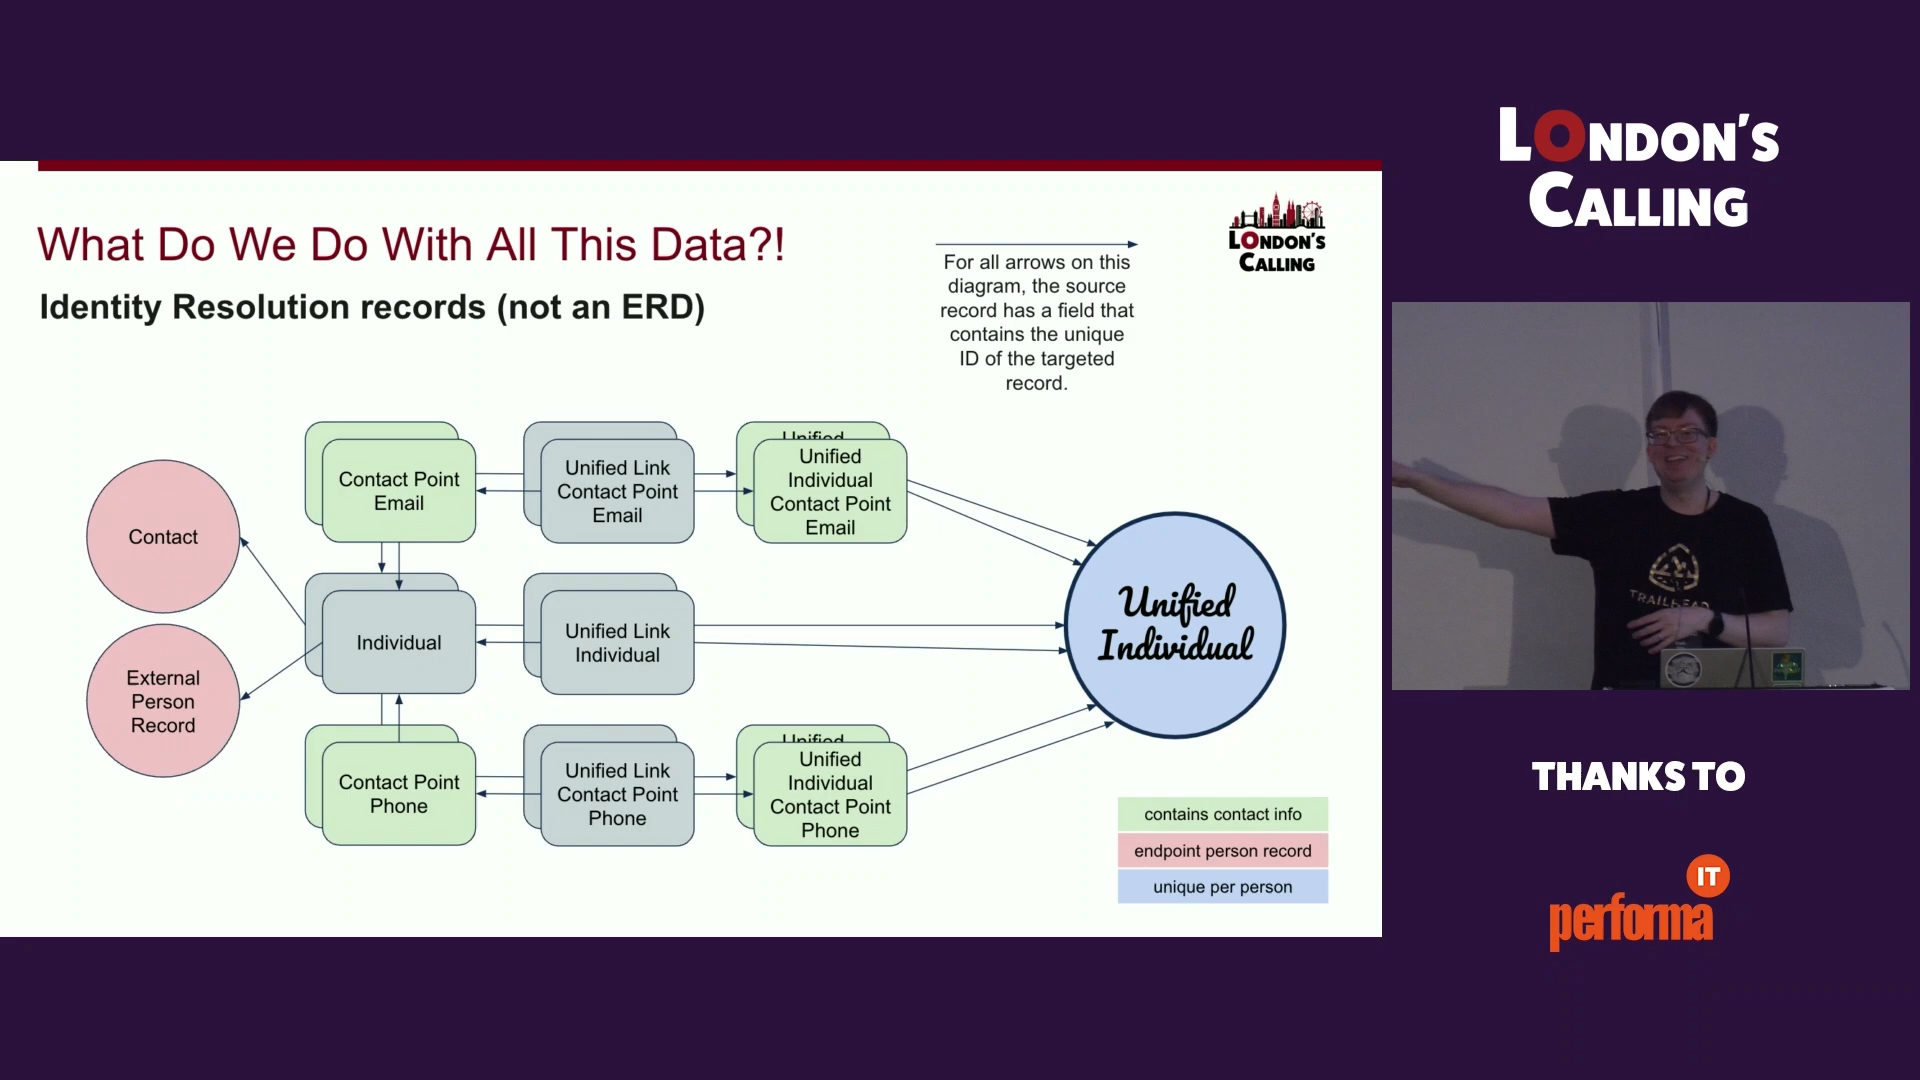 What Do We Do With All This Data?!
Identity Resolution records (not an ERD)
For all arrows on this
diagram, the source
record has a field that
contains the unique
ID of the targeted
record.
LONDON'S
CALLING
Contact
External
Person
Record
Contact Point
Email
Individual
Contact Point
Phone
Unified Link
Contact Point
Email
Unified Link
Individual
Unified Link
Contact Point
Phone
Unified
Unified
Individual
Contact Point
Email
Unified
Unified
Individual
Contact Point
Phone
Unified
Individual
contains contact info
endpoint person record
unique per person
LONDON'S
CALLING
TRAILHEAD
THANKS TO
IT
performa